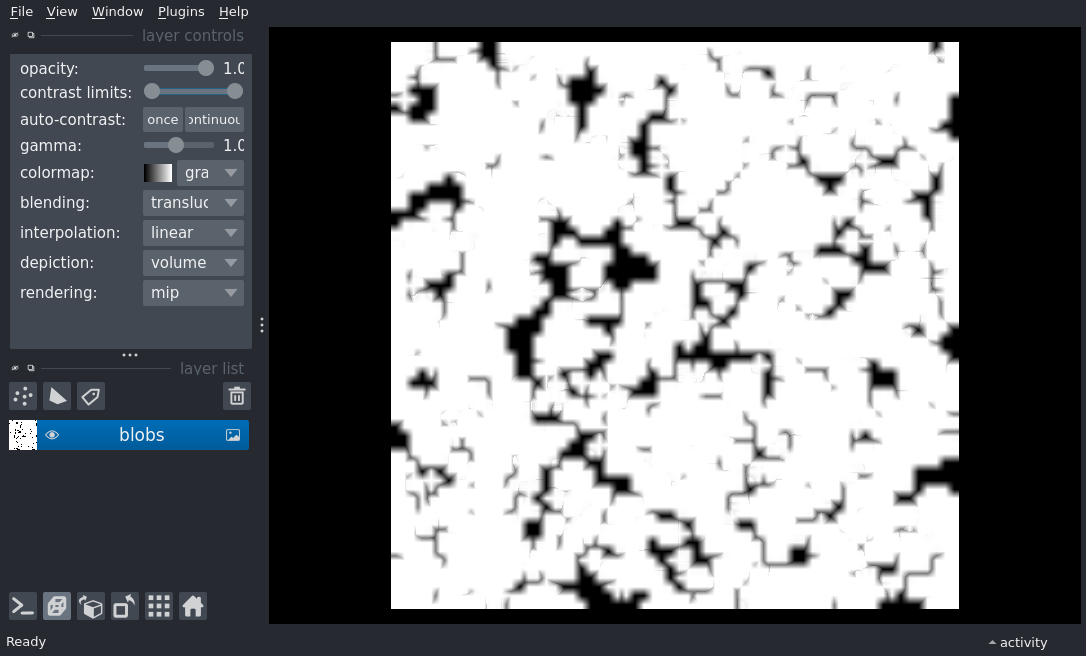 File View Window Plugins Help
layer controls
opacity: 1.0
contrast limits:
auto-contrast: once ontinuou
gamma: 1.0
colormap: gra
blending: transluc
interpolation: linear
depiction: volume
rendering: mip
layer list
blobs
Ready
activity